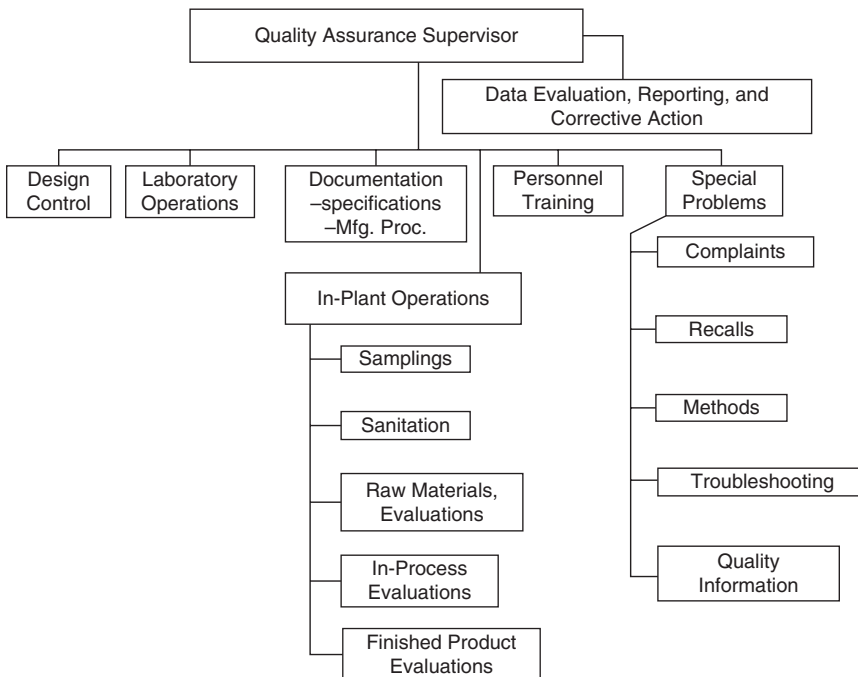 Quality Assurance Supervisor
Data Evaluation, Reporting, and
Corrective Action
Design
Control
Laboratory
Operations
Documentation
–specifications
–Mfg. Proc.
Personnel
Training
Special
Problems
In-Plant Operations
Samplings
Sanitation
Raw Materials,
Evaluations
In-Process
Evaluations
Finished Product
Evaluations
Complaints
Recalls
Methods
Troubleshooting
Quality
Information